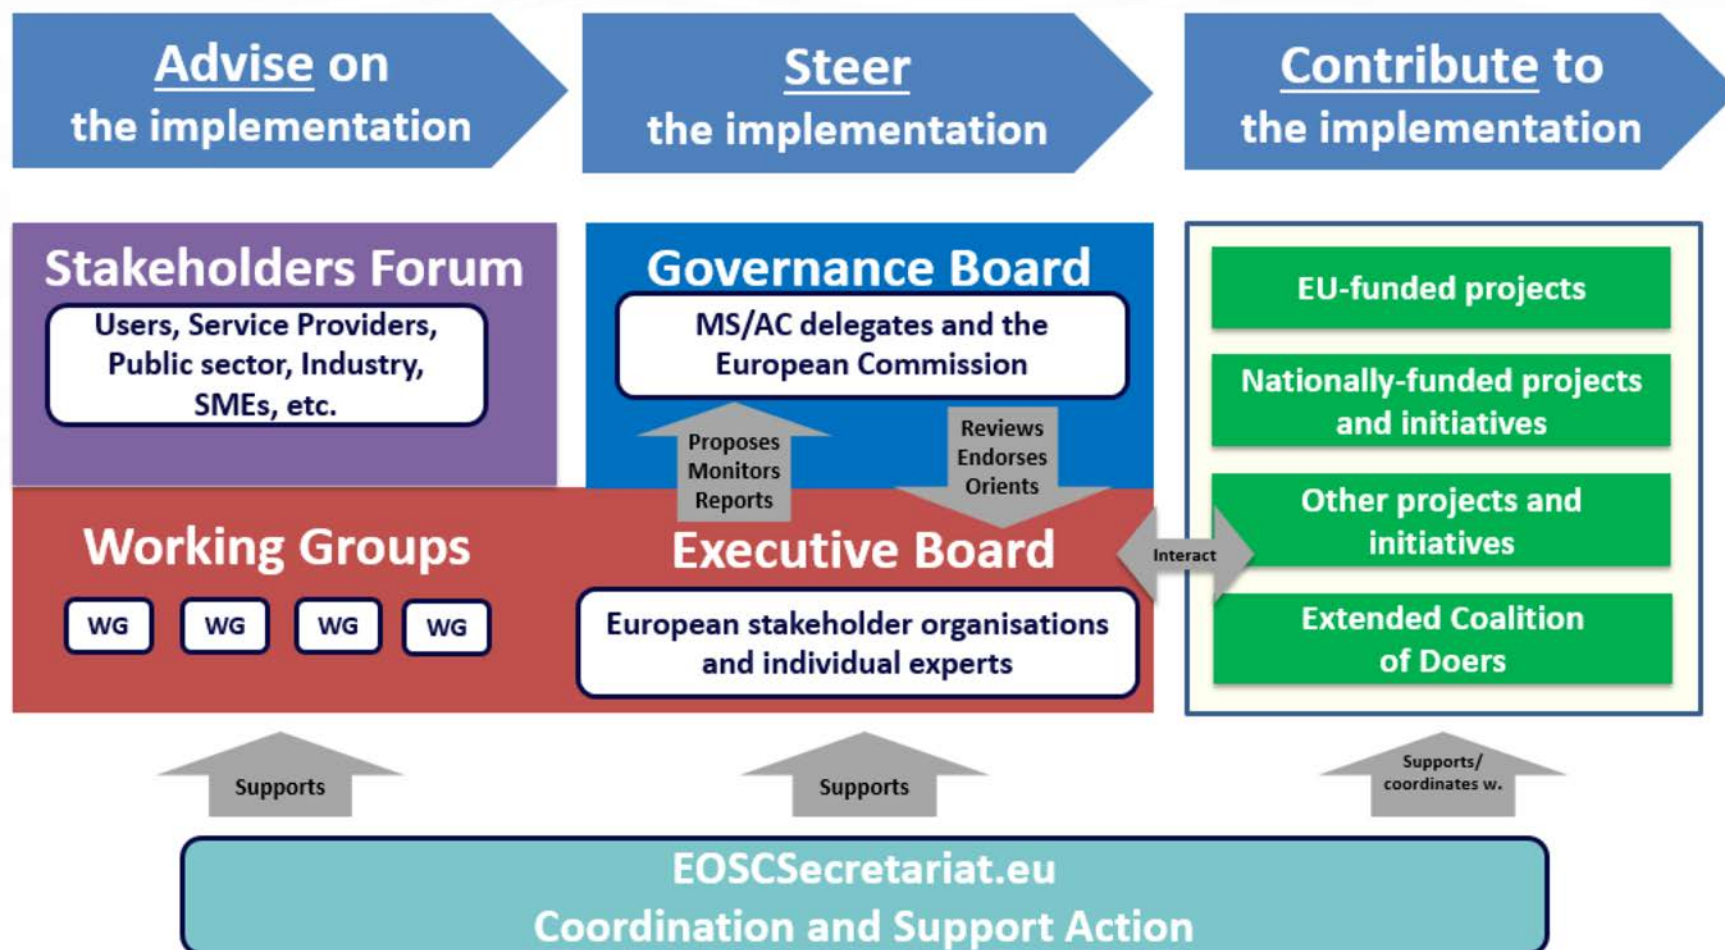 Advise on
the implementation
Steer
the implementation
Contribute to
the implementation
Stakeholders Forum
Users, Service Providers,
Public sector, Industry,
SMEs, etc.
Governance Board
MS/AC delegates and the
European Commission
Proposes
Monitors
Reports
Reviews
Endorses
Orients
Working Groups
WG
WG
WG
WG
Executive Board
European stakeholder organisations
and individual experts
Interact
EU-funded projects
Nationally-funded projects
and initiatives
Other projects and
initiatives
Extended Coalition
of Doers
Supports
Supports
Supports/
coordinates w.
EOSCSecretariat.eu
Coordination and Support Action